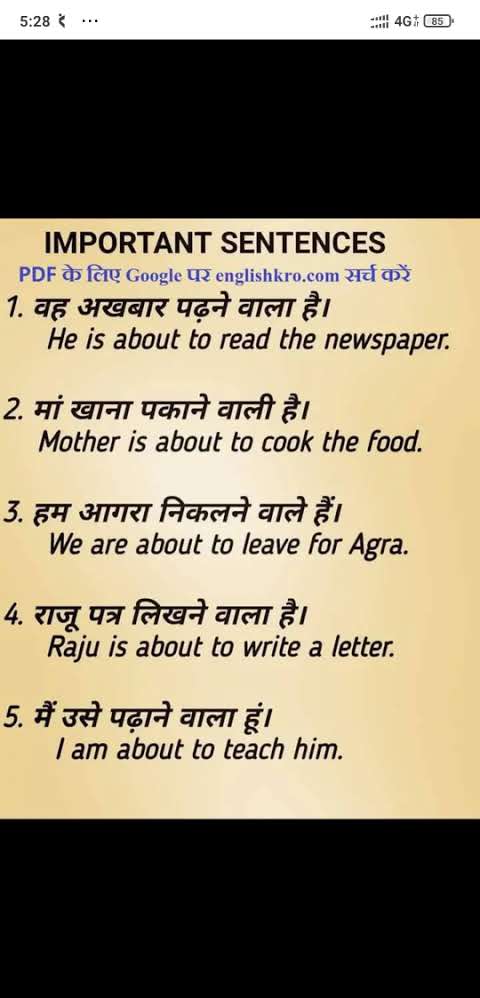 5:28 ...
4G 85
IMPORTANT SENTENCES
PDF के लिए Google पर englishkro.com सर्च करें
1. वह अखबार पढ़ने वाला है।
He is about to read the newspaper.
2. मां खाना पकाने वाली है।
Mother is about to cook the food.
3. हम आगरा निकलने वाले हैं।
We are about to leave for Agra.
4. राजू पत्र लिखने वाला है।
Raju is about to write a letter.
5. मैं उसे पढ़ाने वाला हूं।
I am about to teach him.